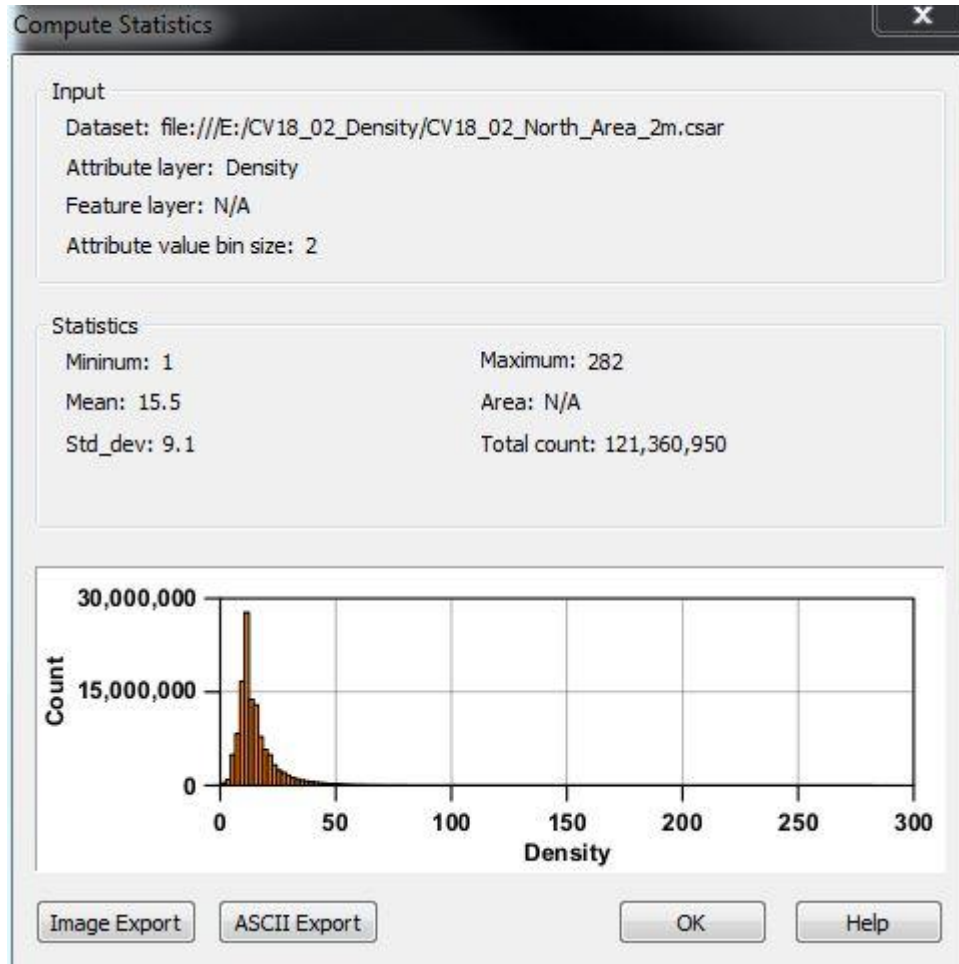 Compute Statistics
X
Input
Dataset: file:///E:/CV18_02_Density/CV18_02_North_Area_2m.csar
Attribute layer: Density
Feature layer: N/A
Attribute value bin size: 2
Statistics
Mininum: 1
Maximum: 282
Mean: 15.5
Area: N/A
Std_dev: 9.1
Total count: 121,360,950
30,000,000
15,000,000
0
Count
0 50 100 150 200 250 300
Density
Image Export
ASCII Export
OK
Help